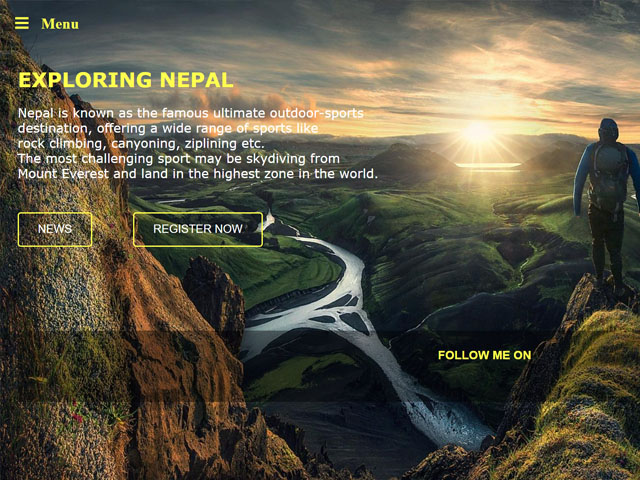 Menu
EXPLORING NEPAL
Nepal is known as the famous ultimate outdoor-sports
destination, offering a wide range of sports like
rock climbing, canyoning, ziplining etc.
The most challenging sport may be skydiving from
Mount Everest and land in the highest zone in the world.
NEWS
REGISTER NOW
FOLLOW ME ON